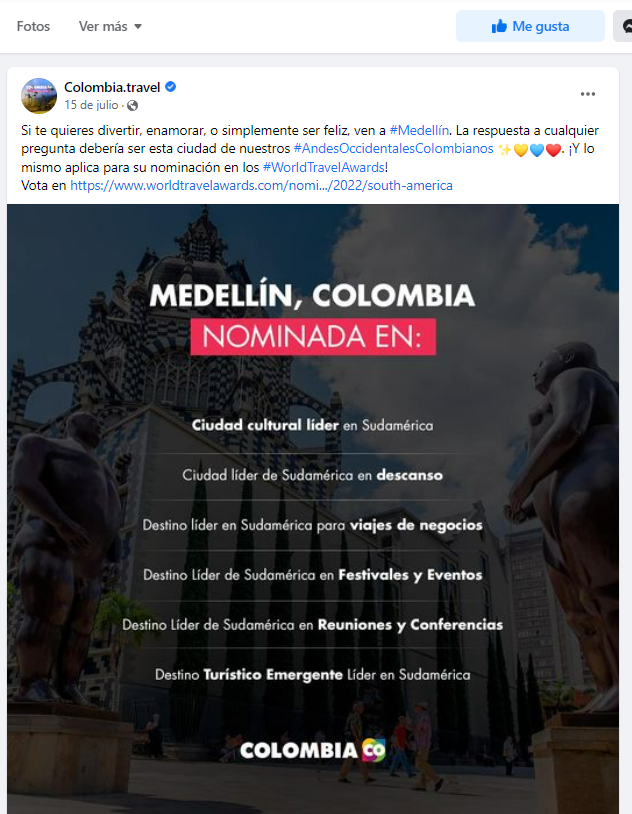 Fotos
Ver más
Me gusta
Colombia.travel
15 de julio ·
Si te quieres divertir, enamorar, o simplemente ser feliz, ven a #Medellín. La respuesta a cualquier
pregunta debería ser esta ciudad de nuestros #AndesOccidentalesColombianos ✨💛💙❤️. ¡Y lo
mismo aplica para su nominación en los #WorldTravelAwards!
Vota en https://www.worldtravelawards.com/nomi.../2022/south-america
MEDELLÍN, COLOMBIA
NOMINADA EN:
Ciudad cultural líder en Sudamérica
Ciudad líder de Sudamérica en descanso
Destino líder en Sudamérica para viajes de negocios
Destino Líder de Sudamérica en Festivales y Eventos
Destino Líder de Sudamérica en Reuniones y Conferencias
Destino Turístico Emergente Líder en Sudamérica
COLOMBIA CO